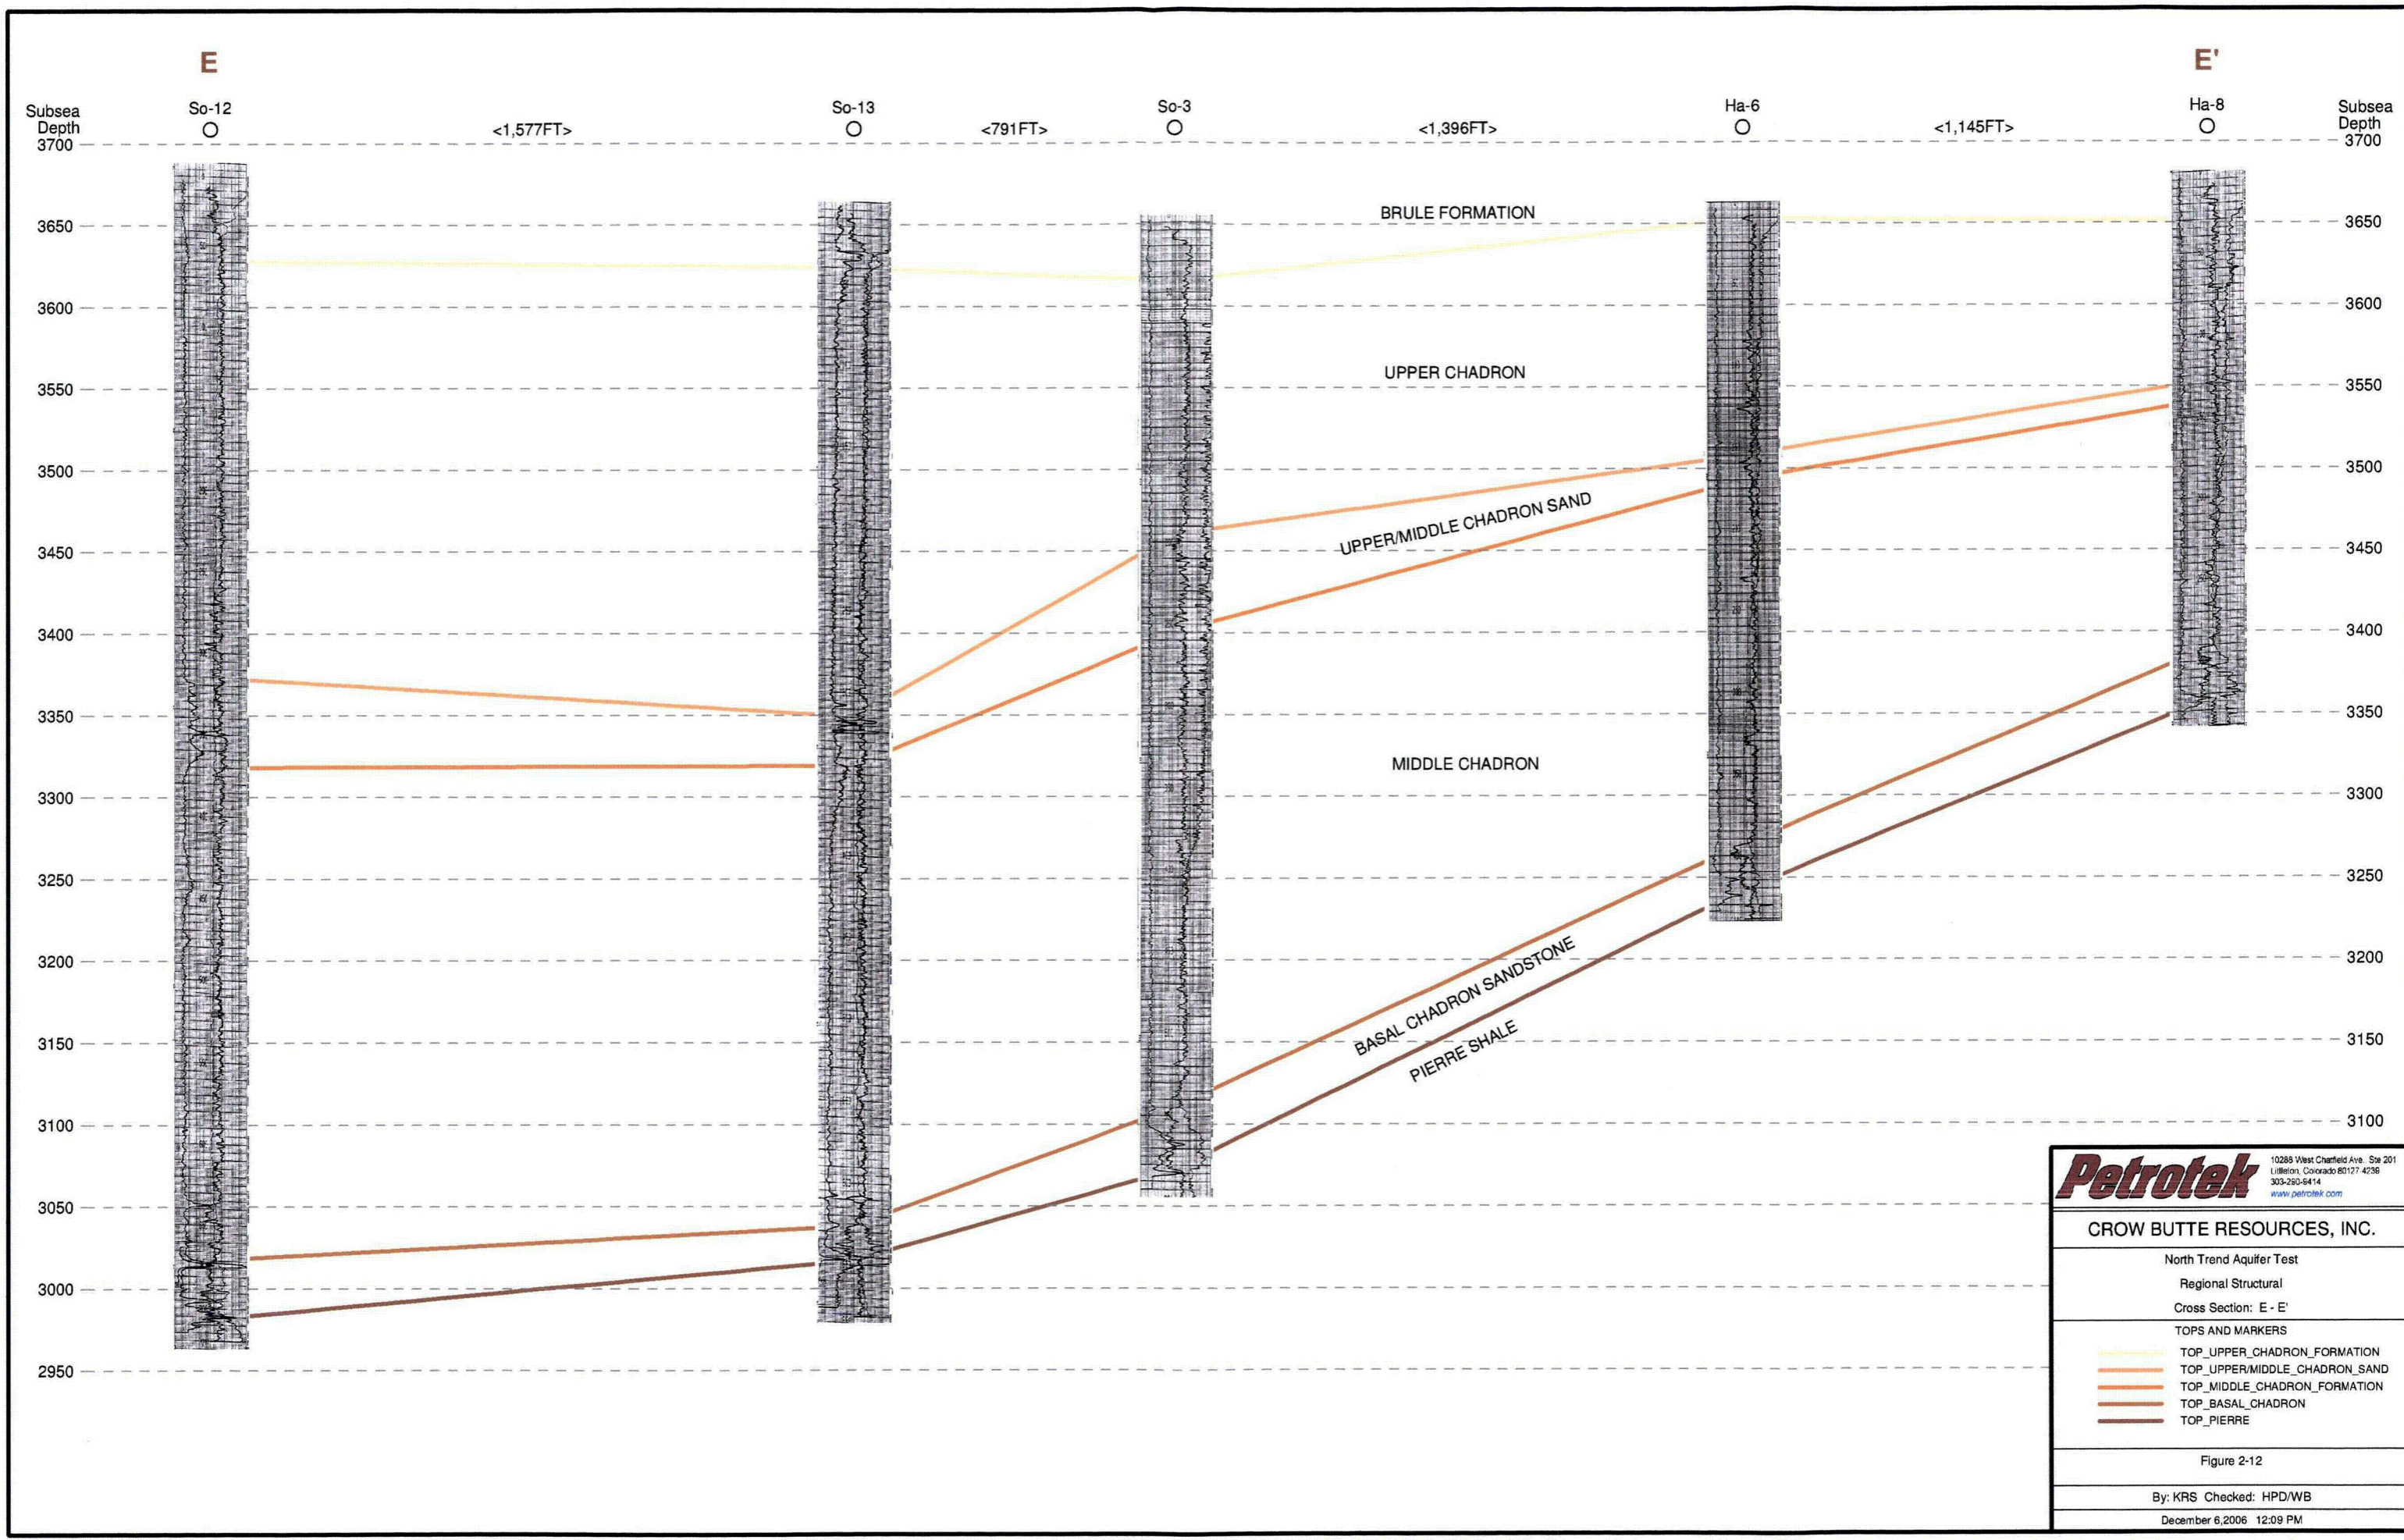 E
E'
Subsea
Depth
So-12
<1,577FT>
So-13
<791FT>
So-3
<1,396FT>
Ha-6
<1,145FT>
Ha-8
Subsea
Depth
3700
3700
3650
BRULE FORMATION
3650
3600
3600
UPPER CHADRON
3550
3550
3500
3500
UPPER/MIDDLE CHADRON SAND
3450
3450
3400
3400
3350
3350
MIDDLE CHADRON
3300
3300
3250
3250
3200
3200
BASAL CHADRON SANDSTONE
3150
3150
PIERRE SHALE
3100
3100
3050
3000
2950
Petrotek
10288 West Chatfield Ave. Ste 201
Littleton, Colorado 80127-4239
303-290-9414
www.petrotek.com
CROW BUTTE RESOURCES, INC.
North Trend Aquifer Test
Regional Structural
Cross Section: E - E'
TOPS AND MARKERS
TOP_UPPER_CHADRON_FORMATION
TOP_UPPER/MIDDLE_CHADRON_SAND
TOP_MIDDLE_CHADRON_FORMATION
TOP_BASAL_CHADRON
TOP_PIERRE
Figure 2-12
By: KRS Checked: HPD/WB
December 6,2006 12:09 PM